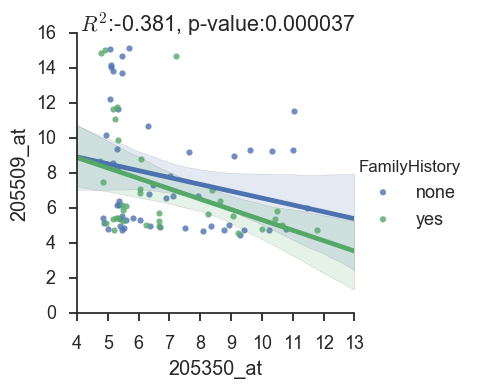 R²:-0.381, p-value:0.000037
16
14
12
10
8
6
4
2
0
205509_at
4 5 6 7 8 9 10 11 12 13
205350_at
FamilyHistory
none
yes